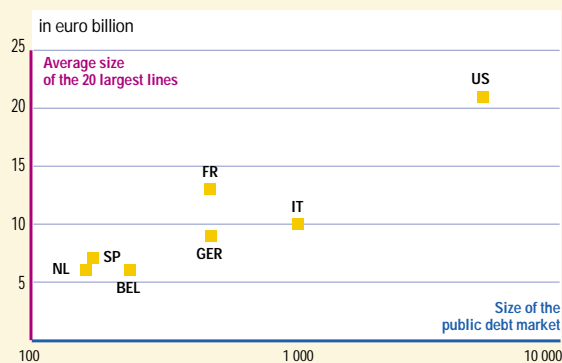 in euro billion
25
Average size
of the 20 largest lines
US
20
15
FR
IT
10
GER
SP
NL
BEL
5
Size of the
public debt market
100
1 000
10 000